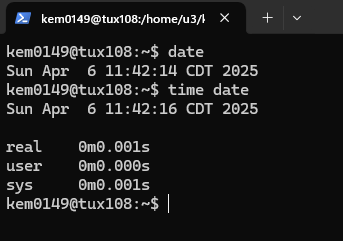 kem0149@tux108:/home/u3/k
kem0149@tux108:~$ date
Sun Apr  6 11:42:14 CDT 2025
kem0149@tux108:~$ time date
Sun Apr  6 11:42:16 CDT 2025

real    0m0.001s
user    0m0.000s
sys     0m0.001s
kem0149@tux108:~$